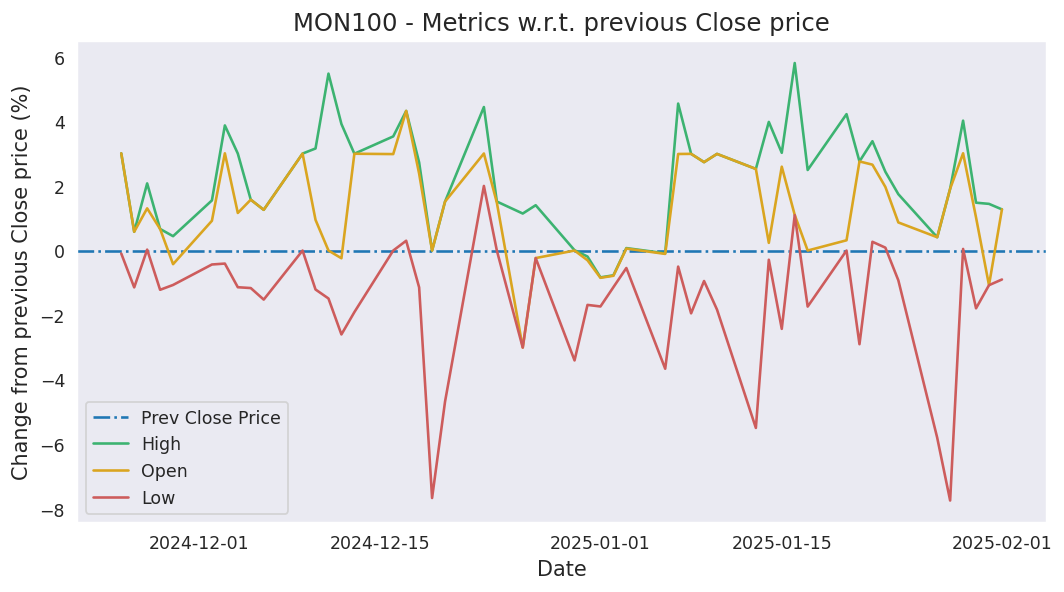 MON100 - Metrics w.r.t. previous Close price
Change from previous Close price (%)
6
4
2
0
−2
−4
−6
−8
Prev Close Price
High
Open
Low
2024-12-01 2024-12-15 2025-01-01 2025-01-15 2025-02-01
Date